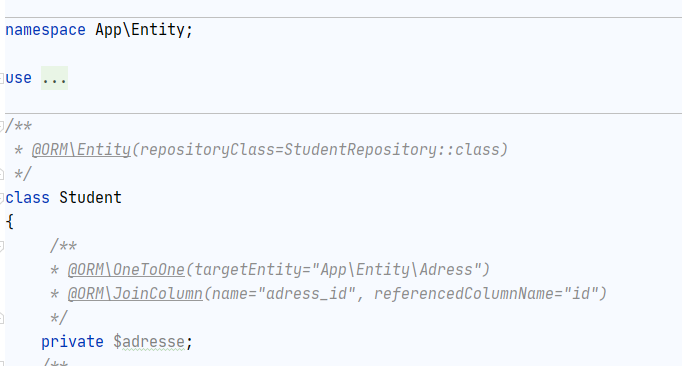 namespace App\Entity;
use ...
/**
* @ORM\Entity(repositoryClass=StudentRepository::class)
*/
class Student
{
/**
* @ORM\OneToOne(targetEntity="App\Entity\Adress")
* @ORM\JoinColumn(name="adress_id", referencedColumnName="id")
*/
private $adresse;
/**